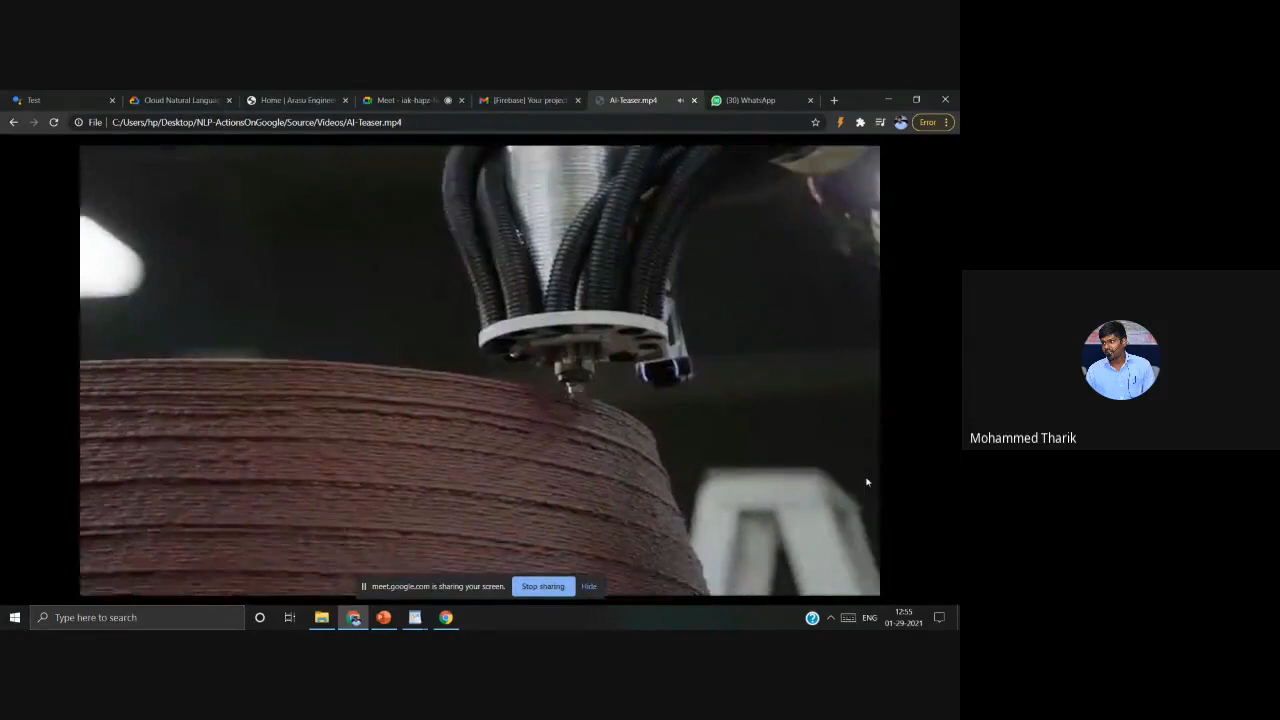 Test
Cloud Natural Langua
Home | Arasu Enginee
Meet - iak-hapz-
[Firebase] Your projec
AI-Teaser.mp4
(30) WhatsApp
File
C:/Users/hp/Desktop/NLP-ActionsOnGoogle/Source/Videos/AI-Teaser.mp4
Error
Mohammed Tharik
meet.google.com is sharing your screen.
Stop sharing
Hide
Type here to search
ENG
12:55
01-29-2021